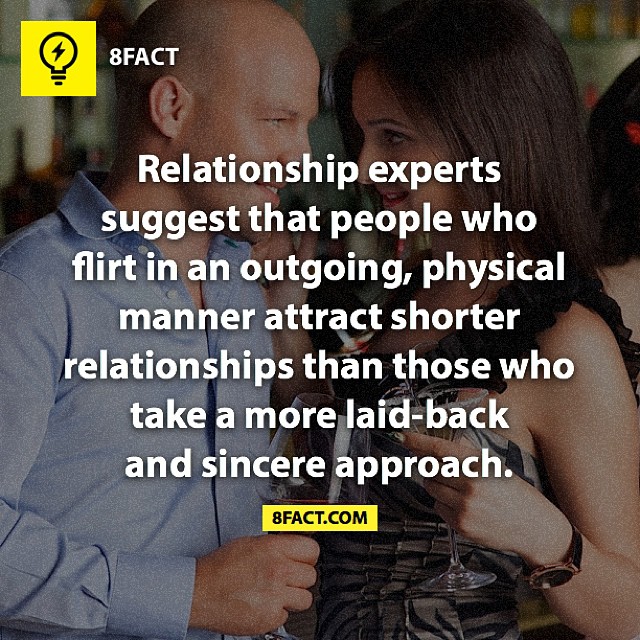 8FACT
Relationship experts
suggest that people who
flirt in an outgoing, physical
manner attract shorter
relationships than those who
take a more laid-back
and sincere approach.
8FACT.COM